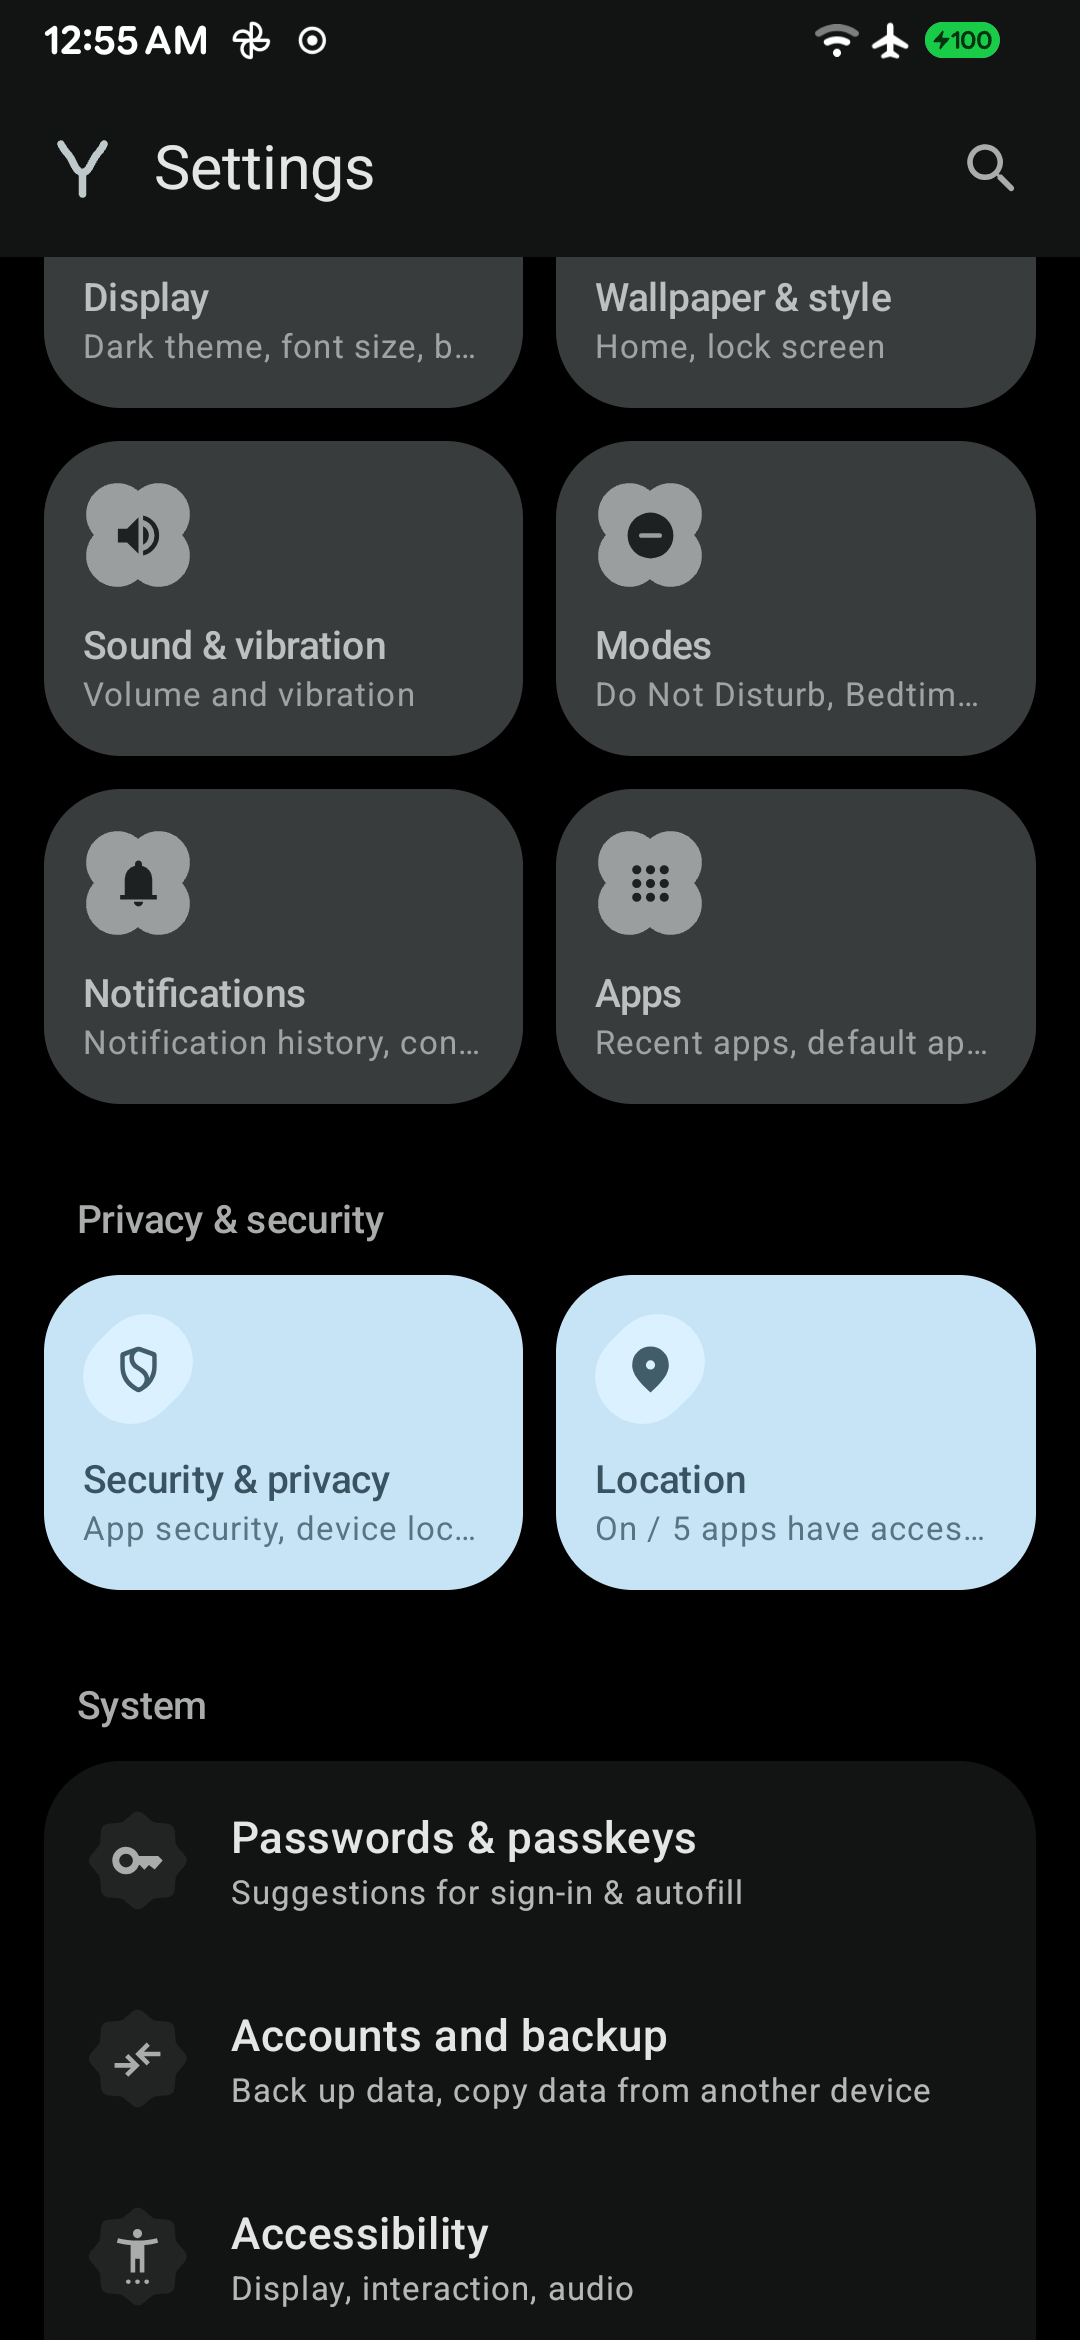 12:55 AM
100
Settings
Display
Dark theme, font size, b…
Wallpaper & style
Home, lock screen
Sound & vibration
Volume and vibration
Modes
Do Not Disturb, Bedtim…
Notifications
Notification history, con…
Apps
Recent apps, default ap…
Privacy & security
Security & privacy
App security, device loc…
Location
On / 5 apps have acces…
System
Passwords & passkeys
Suggestions for sign-in & autofill
Accounts and backup
Back up data, copy data from another device
Accessibility
Display, interaction, audio